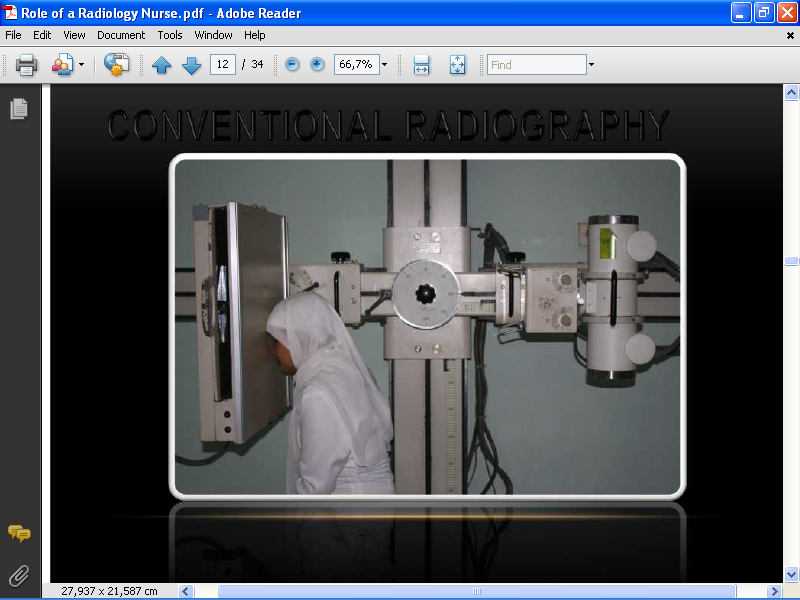 Role of a Radiology Nurse.pdf - Adobe Reader
File Edit View Document Tools Window Help
12 / 34 66,7% Find
CONVENTIONAL RADIOGRAPHY
27,937 x 21,587 cm